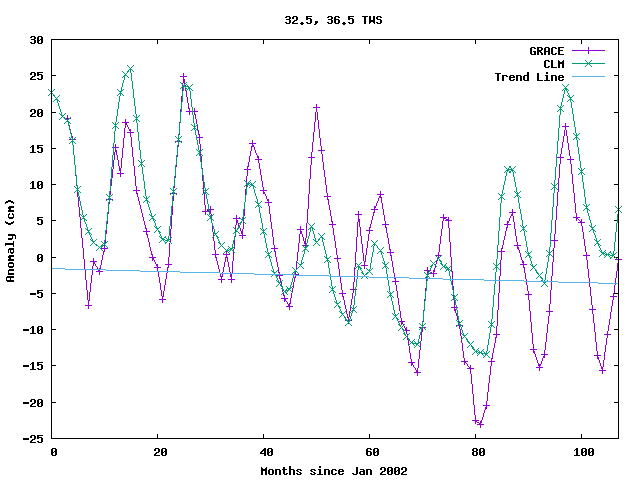 32.5, 36.5 TWS
GRACE
CLM
Trend Line
30
25
20
15
10
5
0
-5
-10
-15
-20
-25
Anomaly (cm)
0 20 40 60 80 100
Months since Jan 2002